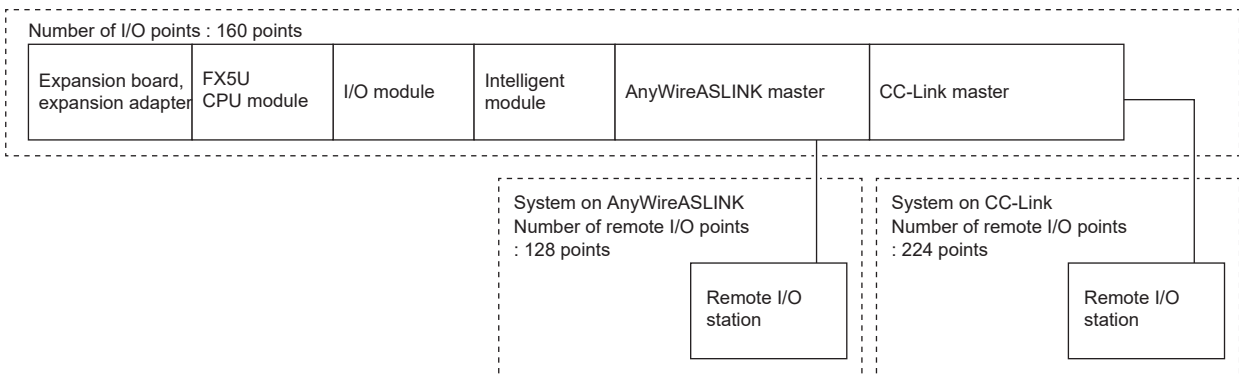 Number of I/O points : 160 points
Expansion board,
expansion adapter
FX5U
CPU module
I/O module
Intelligent
module
AnyWireASLINK master
CC-Link master
System on AnyWireASLINK
Number of remote I/O points
: 128 points
Remote I/O
station
System on CC-Link
Number of remote I/O points
: 224 points
Remote I/O
station